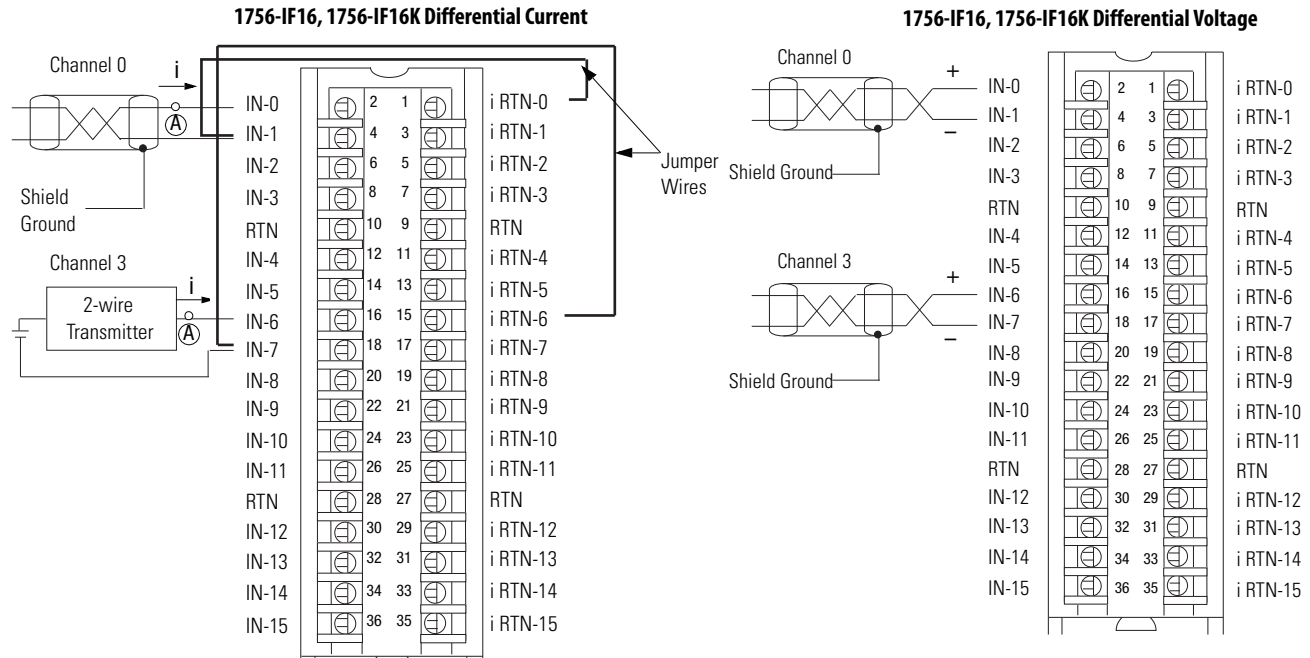 1756-IF16, 1756-IF16K Differential Current
Channel 0
i
A
Shield
Ground
Channel 3
i
2-wire
Transmitter
A
Jumper
Wires
IN-0 2 1 i RTN-0
IN-1 4 3 i RTN-1
IN-2 6 5 i RTN-2
IN-3 8 7 i RTN-3
RTN 10 9 RTN
IN-4 12 11 i RTN-4
IN-5 14 13 i RTN-5
IN-6 16 15 i RTN-6
IN-7 18 17 i RTN-7
IN-8 20 19 i RTN-8
IN-9 22 21 i RTN-9
IN-10 24 23 i RTN-10
IN-11 26 25 i RTN-11
RTN 28 27 RTN
IN-12 30 29 i RTN-12
IN-13 32 31 i RTN-13
IN-14 34 33 i RTN-14
IN-15 36 35 i RTN-15
1756-IF16, 1756-IF16K Differential Voltage
Channel 0
+
−
Shield Ground
Channel 3
+
−
Shield Ground
IN-0 2 1 i RTN-0
IN-1 4 3 i RTN-1
IN-2 6 5 i RTN-2
IN-3 8 7 i RTN-3
RTN 10 9 RTN
IN-4 12 11 i RTN-4
IN-5 14 13 i RTN-5
IN-6 16 15 i RTN-6
IN-7 18 17 i RTN-7
IN-8 20 19 i RTN-8
IN-9 22 21 i RTN-9
IN-10 24 23 i RTN-10
IN-11 26 25 i RTN-11
RTN 28 27 RTN
IN-12 30 29 i RTN-12
IN-13 32 31 i RTN-13
IN-14 34 33 i RTN-14
IN-15 36 35 i RTN-15